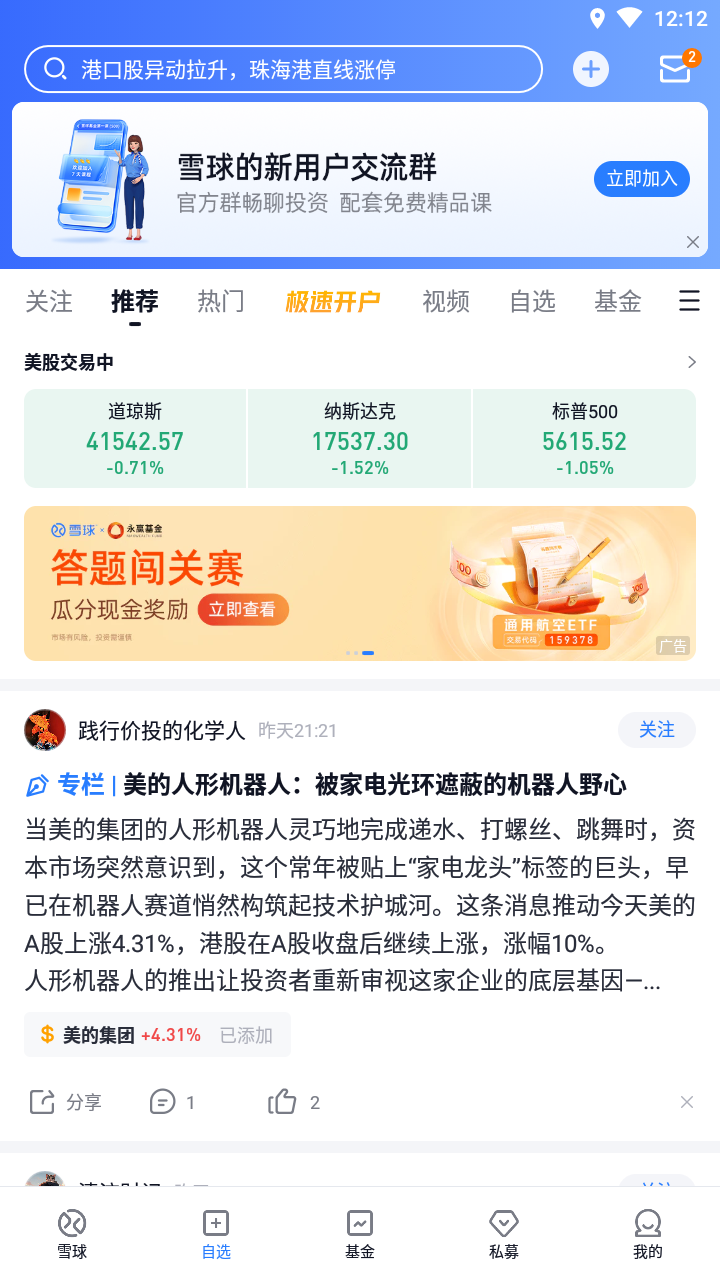 12:12
港口股异动拉升，珠海港直线涨停
2
雪球的新用户交流群
官方群畅聊投资 配套免费精品课
立即加入
关注 推荐 热门 极速开户 视频 自选 基金
美股交易中
道琼斯 纳斯达克 标普500
41542.57 17537.30 5615.52
-0.71% -1.52% -1.05%
雪球 × 永赢基金
答题闯关赛
瓜分现金奖励 立即查看
市场有风险，投资需谨慎
100
100
通用航空ETF
交易代码：159378
广告
践行价投的化学人 昨天21:21 关注
专栏 | 美的人形机器人：被家电光环遮蔽的机器人野心
当美的集团的人形机器人灵巧地完成递水、打螺丝、跳舞时，资
本市场突然意识到，这个常年被贴上“家电龙头”标签的巨头，早
已在机器人赛道悄然构筑起技术护城河。这条消息推动今天美的
A股上涨4.31%，港股在A股收盘后继续上涨，涨幅10%。
人形机器人的推出让投资者重新审视这家企业的底层基因—...
$ 美的集团 +4.31% 已添加
分享 1 2
雪球 自选 基金 私募 我的